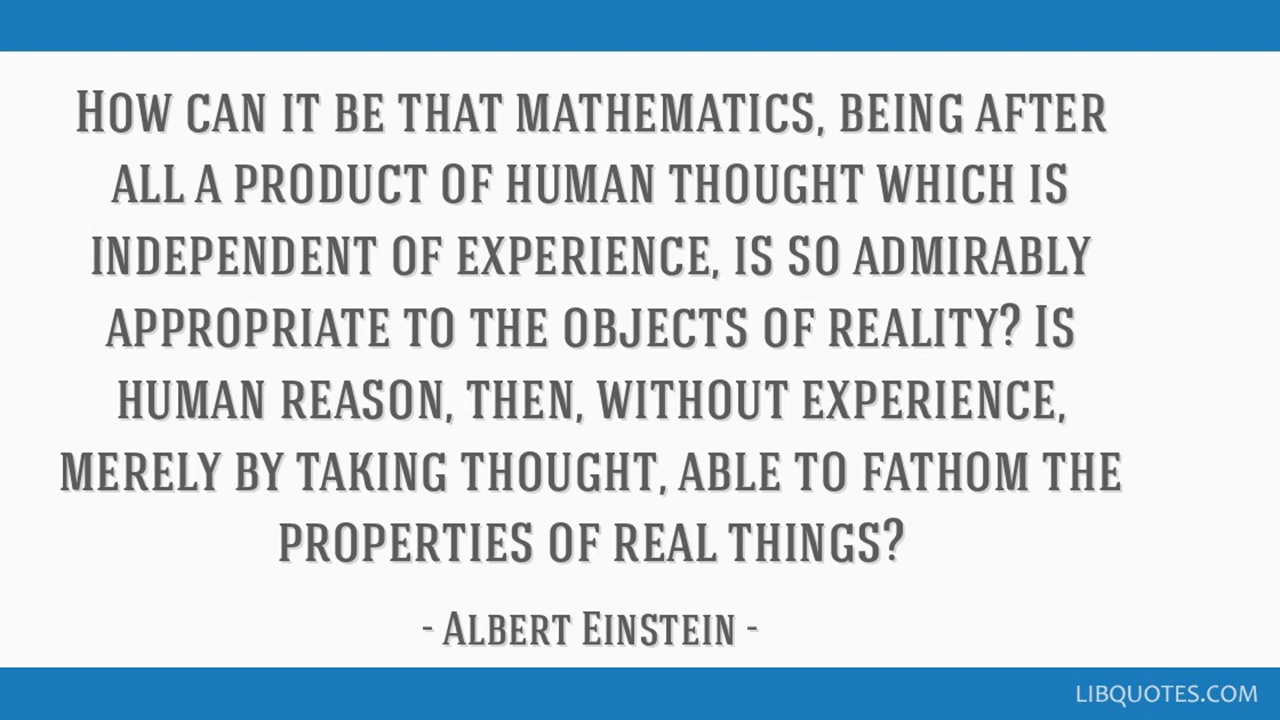 How can it be that mathematics, being after
all a product of human thought which is
independent of experience, is so admirably
appropriate to the objects of reality? Is
human reason, then, without experience,
merely by taking thought, able to fathom the
properties of real things?
- Albert Einstein -
LIBQUOTES.COM